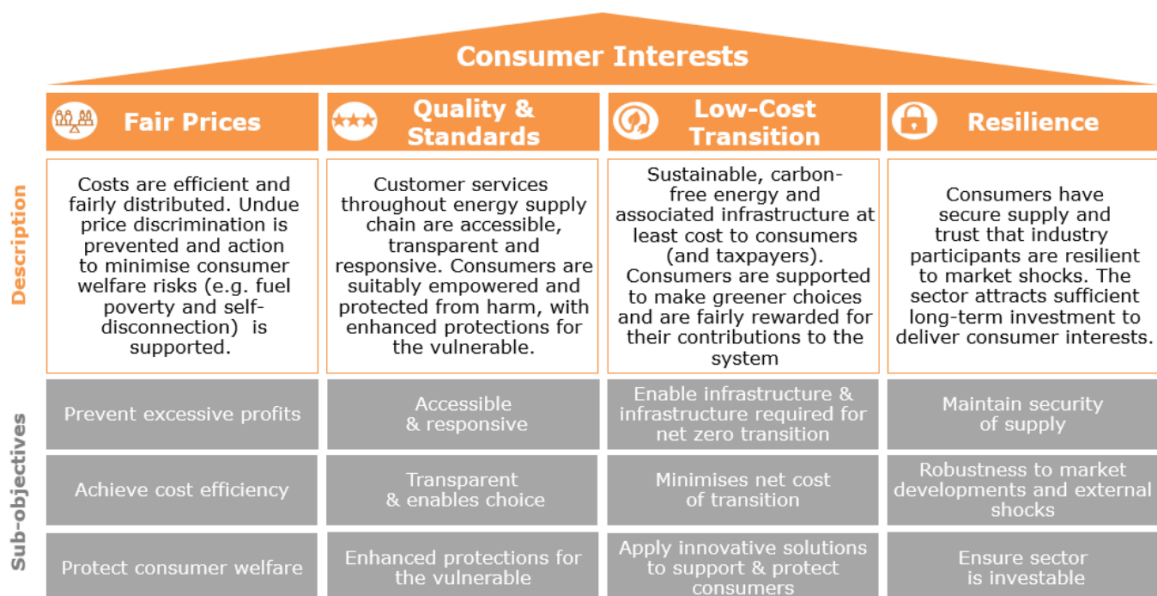 Consumer Interests
Fair Prices
Quality &
Standards
Low-Cost
Transition
Resilience
Description
Costs are efficient and
fairly distributed. Undue
price discrimination is
prevented and action
to minimise consumer
welfare risks (e.g. fuel
poverty and self-
disconnection)  is
supported.
Customer services
throughout energy supply
chain are accessible,
transparent and
responsive. Consumers are
suitably empowered and
protected from harm, with
enhanced protections for
the vulnerable.
Sustainable, carbon-
free energy and
associated infrastructure at
least cost to consumers
(and taxpayers).
Consumers are supported
to make greener choices
and are fairly rewarded for
their contributions to the
system
Consumers have
secure supply and
trust that industry
participants are resilient
to market shocks. The
sector attracts sufficient
long-term investment to
deliver consumer interests.
Sub-objectives
Prevent excessive profits
Accessible
& responsive
Enable infrastructure &
infrastructure required for
net zero transition
Maintain security
of supply
Achieve cost efficiency
Transparent
& enables choice
Minimises net cost
of transition
Robustness to market
developments and external
shocks
Protect consumer welfare
Enhanced protections for
the vulnerable
Apply innovative solutions
to support & protect
consumers
Ensure sector
is investable